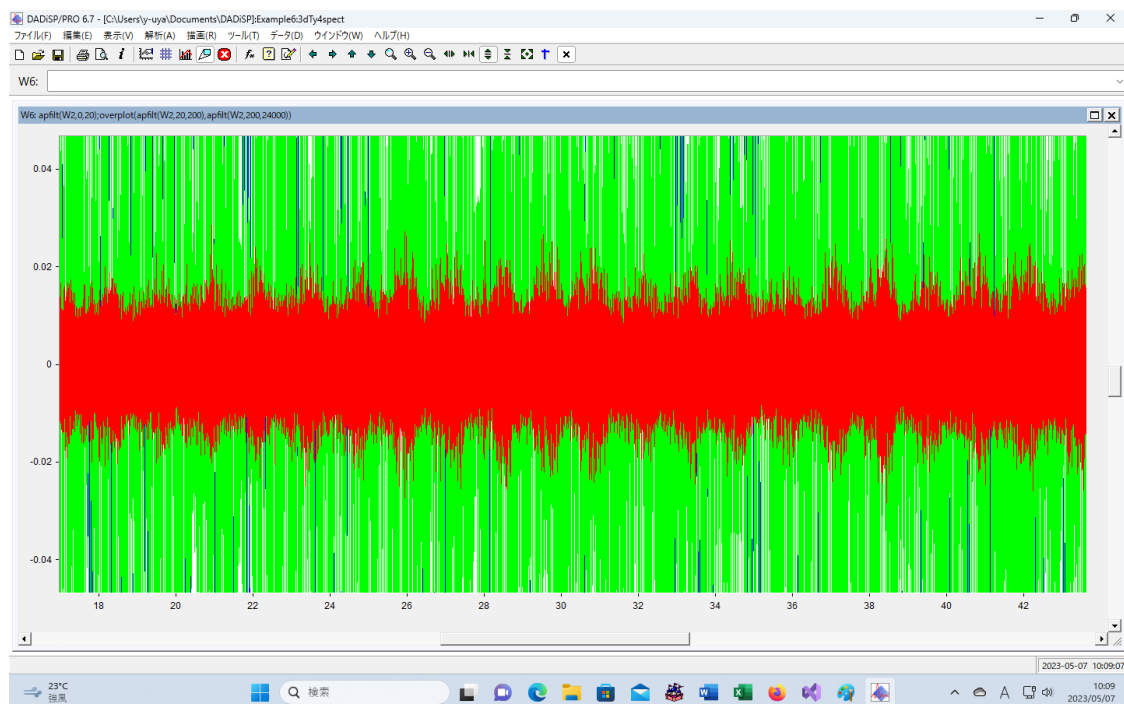 DADiSP/PRO 6.7 - [C:\Users\y-uya\Documents\DADiSP]:Example6:3dTy4spect
ファイル(F) 編集(E) 表示(V) 解析(A) 描画(R) ツール(T) データ(D) ウインドウ(W) ヘルプ(H)
W6:
W6: apfilt(W2,0,20);overplot(apfilt(W2,20,200),apfilt(W2,200,24000))
0.04
0.02
0
-0.02
-0.04
18 20 22 24 26 28 30 32 34 36 38 40 42
2023-05-07 10:09:07
23°C
強風
検索
A
10:09
2023/05/07